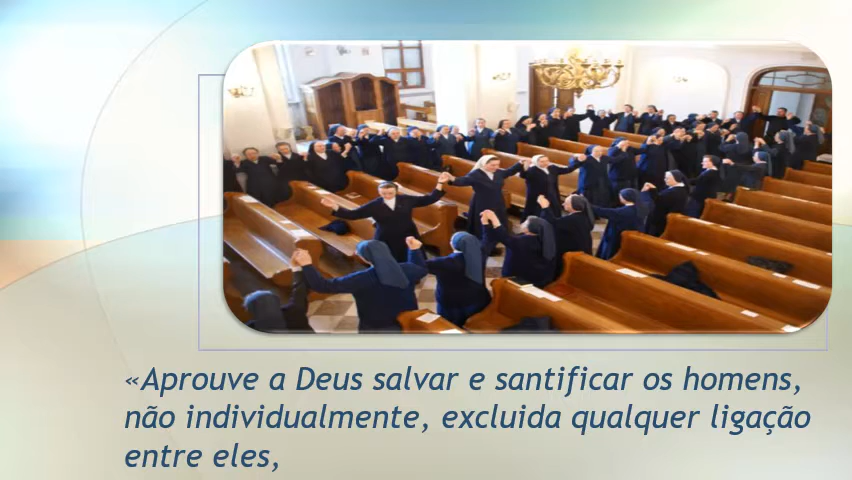 «Aprouve a Deus salvar e santificar os homens,
não individualmente, excluida qualquer ligação
entre eles,